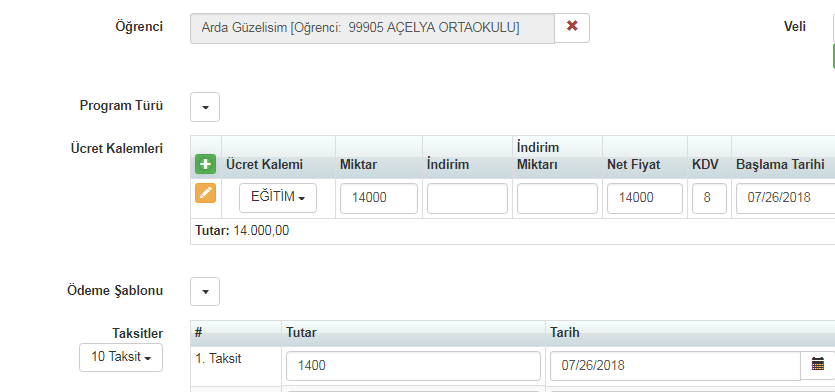 Öğrenci Arda Güzelisim [Öğrenci: 99905 AÇELYA ORTAOKULU] Veli
Program Türü
Ücret Kalemleri
Ücret Kalemi Miktar İndirim İndirim Miktarı Net Fiyat KDV Başlama Tarihi
EĞİTİM 14000 14000 8 07/26/2018
Tutar: 14.000,00
Ödeme Şablonu
Taksitler # Tutar Tarih
10 Taksit 1. Taksit 1400 07/26/2018